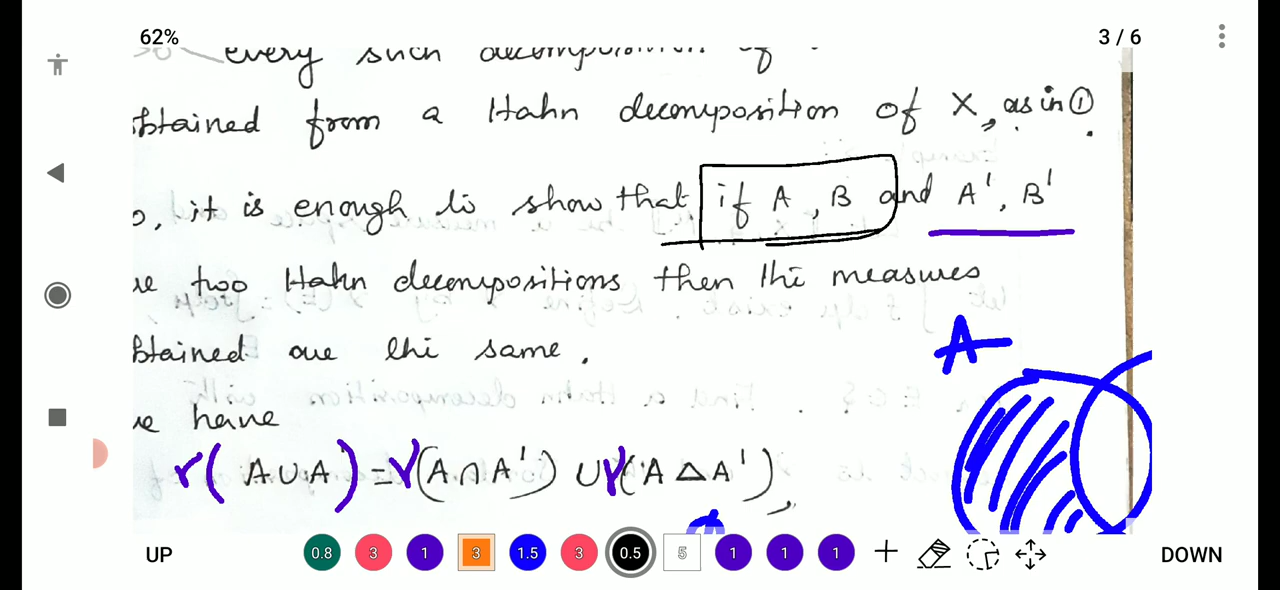 62%
3 / 6
every such decomposition of
btained from a Hahn decomposition of X, as in ①.
o, it is enough to show that if A, B and A', B'
re two Hahn decompositions then the measures
btained are the same.
A
ve have
ν( A ∪ A') = ν(A ∩ A') ∪ ν(A Δ A'),
UP
0.8 3 1 3 1.5 3 0.5 5 1 1 1
DOWN